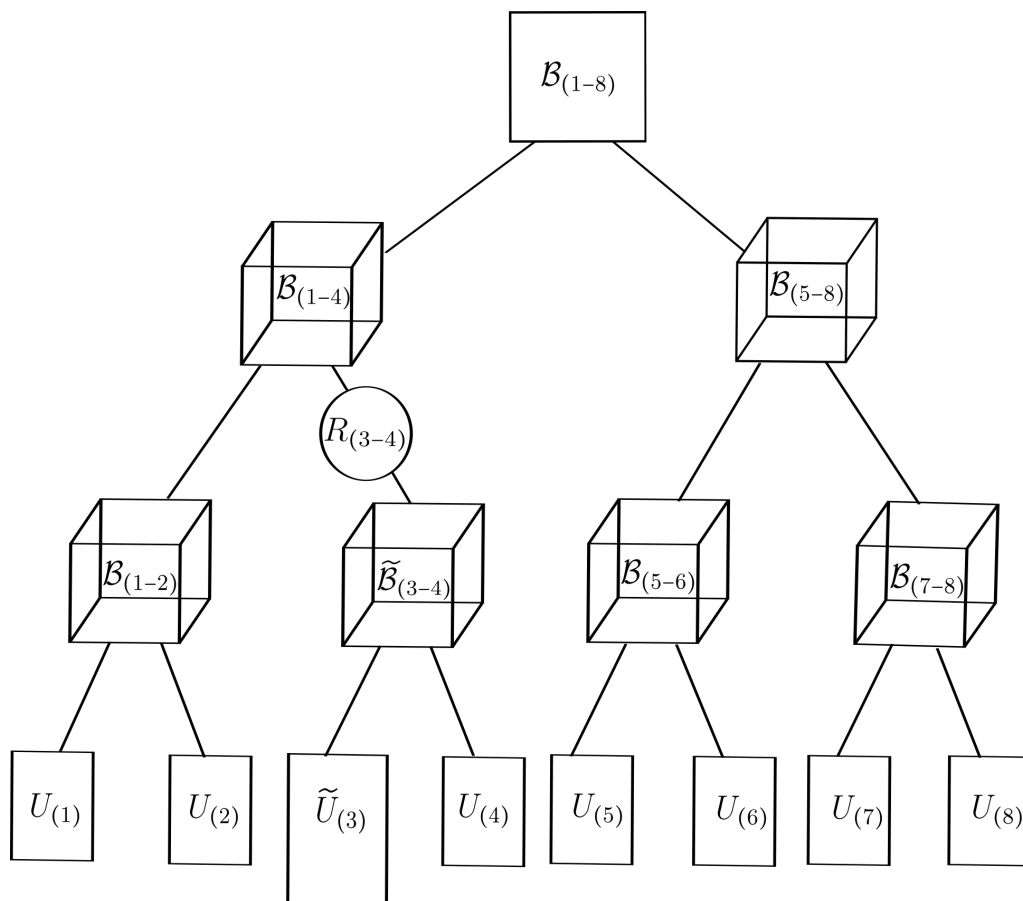 𝓑₍₁₋₈₎
𝓑₍₁₋₄₎ 𝓑₍₅₋₈₎
R₍₃₋₄₎
𝓑₍₁₋₂₎ 𝓑̃₍₃₋₄₎ 𝓑₍₅₋₆₎ 𝓑₍₇₋₈₎
U₍₁₎ U₍₂₎ Ũ₍₃₎ U₍₄₎ U₍₅₎ U₍₆₎ U₍₇₎ U₍₈₎